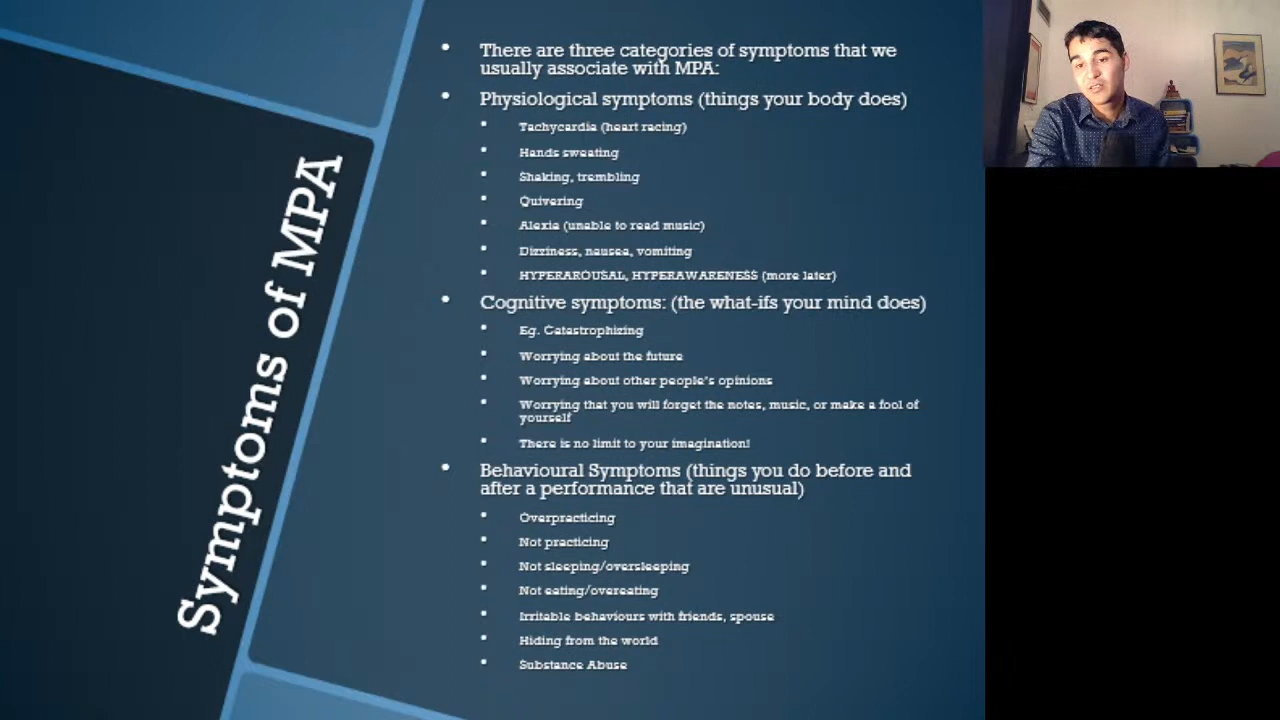 Symptoms of MPA
• There are three categories of symptoms that we
usually associate with MPA:
• Physiological symptoms (things your body does)
• Tachycardia (heart racing)
• Hands sweating
• Shaking, trembling
• Quivering
• Alexia (unable to read music)
• Dizziness, nausea, vomiting
• HYPERAROUSAL, HYPERAWARENESS (more later)
• Cognitive symptoms: (the what-ifs your mind does)
• Eg. Catastrophizing
• Worrying about the future
• Worrying about other people's opinions
• Worrying that you will forget the notes, music, or make a fool of
yourself
• There is no limit to your imagination!
• Behavioural Symptoms (things you do before and
after a performance that are unusual)
• Overpracticing
• Not practicing
• Not sleeping/oversleeping
• Not eating/overeating
• Irritable behaviours with friends, spouse
• Hiding from the world
• Substance Abuse